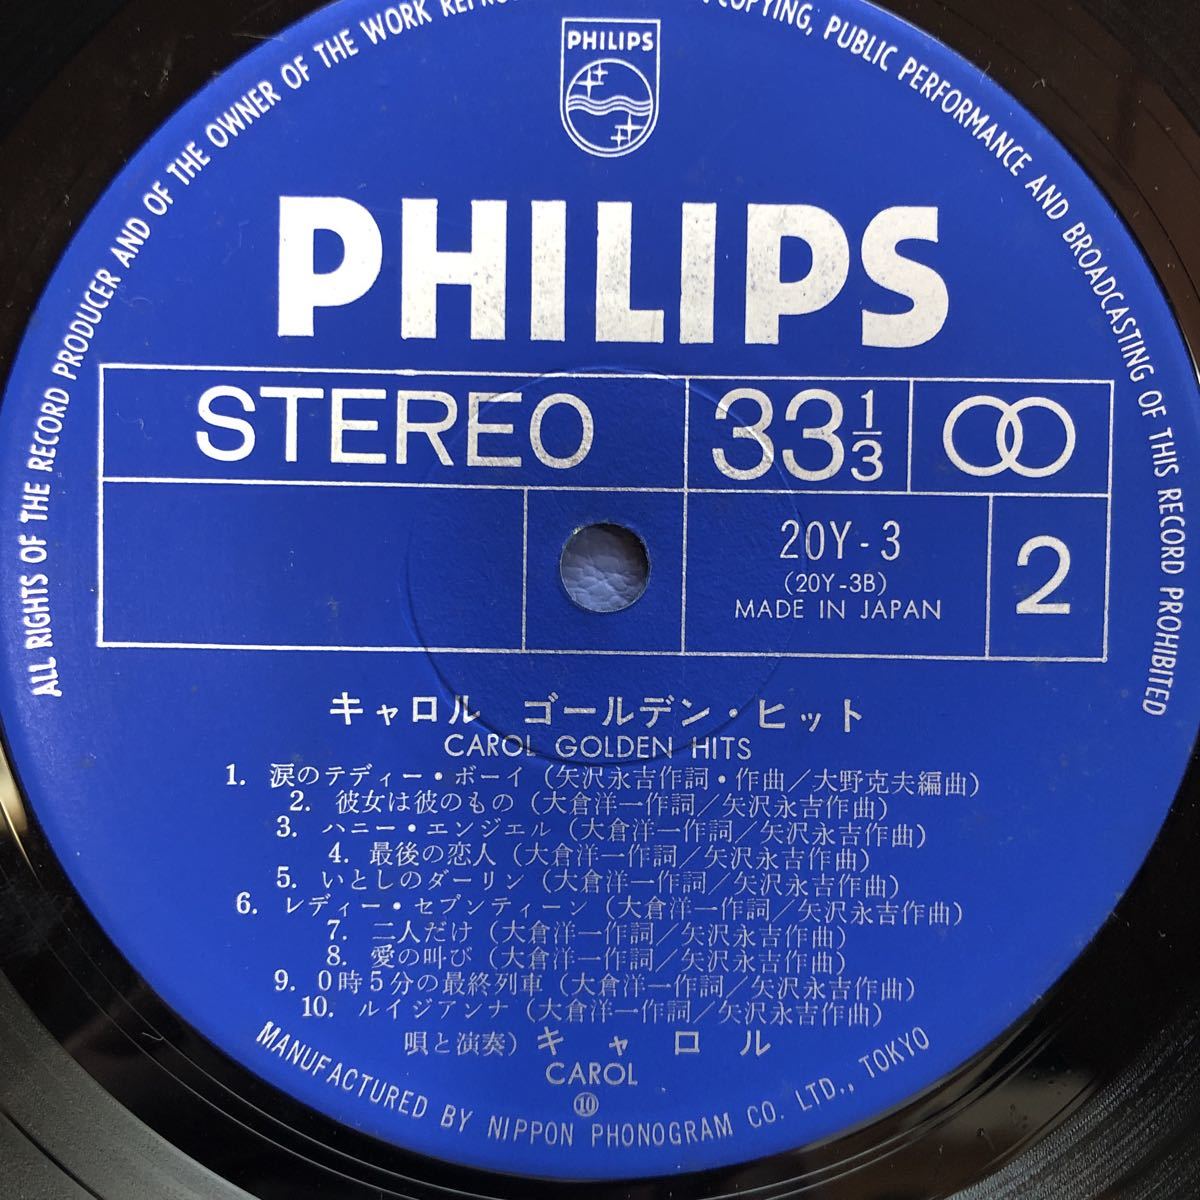 ALL RIGHTS OF THE RECORD PRODUCER AND OF THE OWNER OF THE WORK COPYING, PUBLIC PERFORMANCE AND BROADCASTING OF THIS RECORD PROHIBITED
PHILIPS
PHILIPS
STEREO 33 1/3
20Y-3
(20Y-3B)
MADE IN JAPAN
2
キャロル ゴールデン・ヒット
CAROL GOLDEN HITS
1. 涙のテディー・ボーイ (矢沢永吉作詞・作曲/大野克夫編曲)
2. 彼女は彼のもの (大倉洋一作詞/矢沢永吉作曲)
3. ハニー・エンジェル (大倉洋一作詞/矢沢永吉作曲)
4. 最後の恋人 (大倉洋一作詞/矢沢永吉作曲)
5. いとしのダーリン (大倉洋一作詞/矢沢永吉作曲)
6. レディー・セブンティーン (大倉洋一作詞/矢沢永吉作曲)
7. 二人だけ (大倉洋一作詞/矢沢永吉作曲)
8. 愛の叫び (大倉洋一作詞/矢沢永吉作曲)
9. 0時5分の最終列車 (大倉洋一作詞/矢沢永吉作曲)
10. ルイジアンナ (大倉洋一作詞/矢沢永吉作曲)
唄と演奏) キャロル
CAROL
⑩
MANUFACTURED BY NIPPON PHONOGRAM CO. LTD., TOKYO